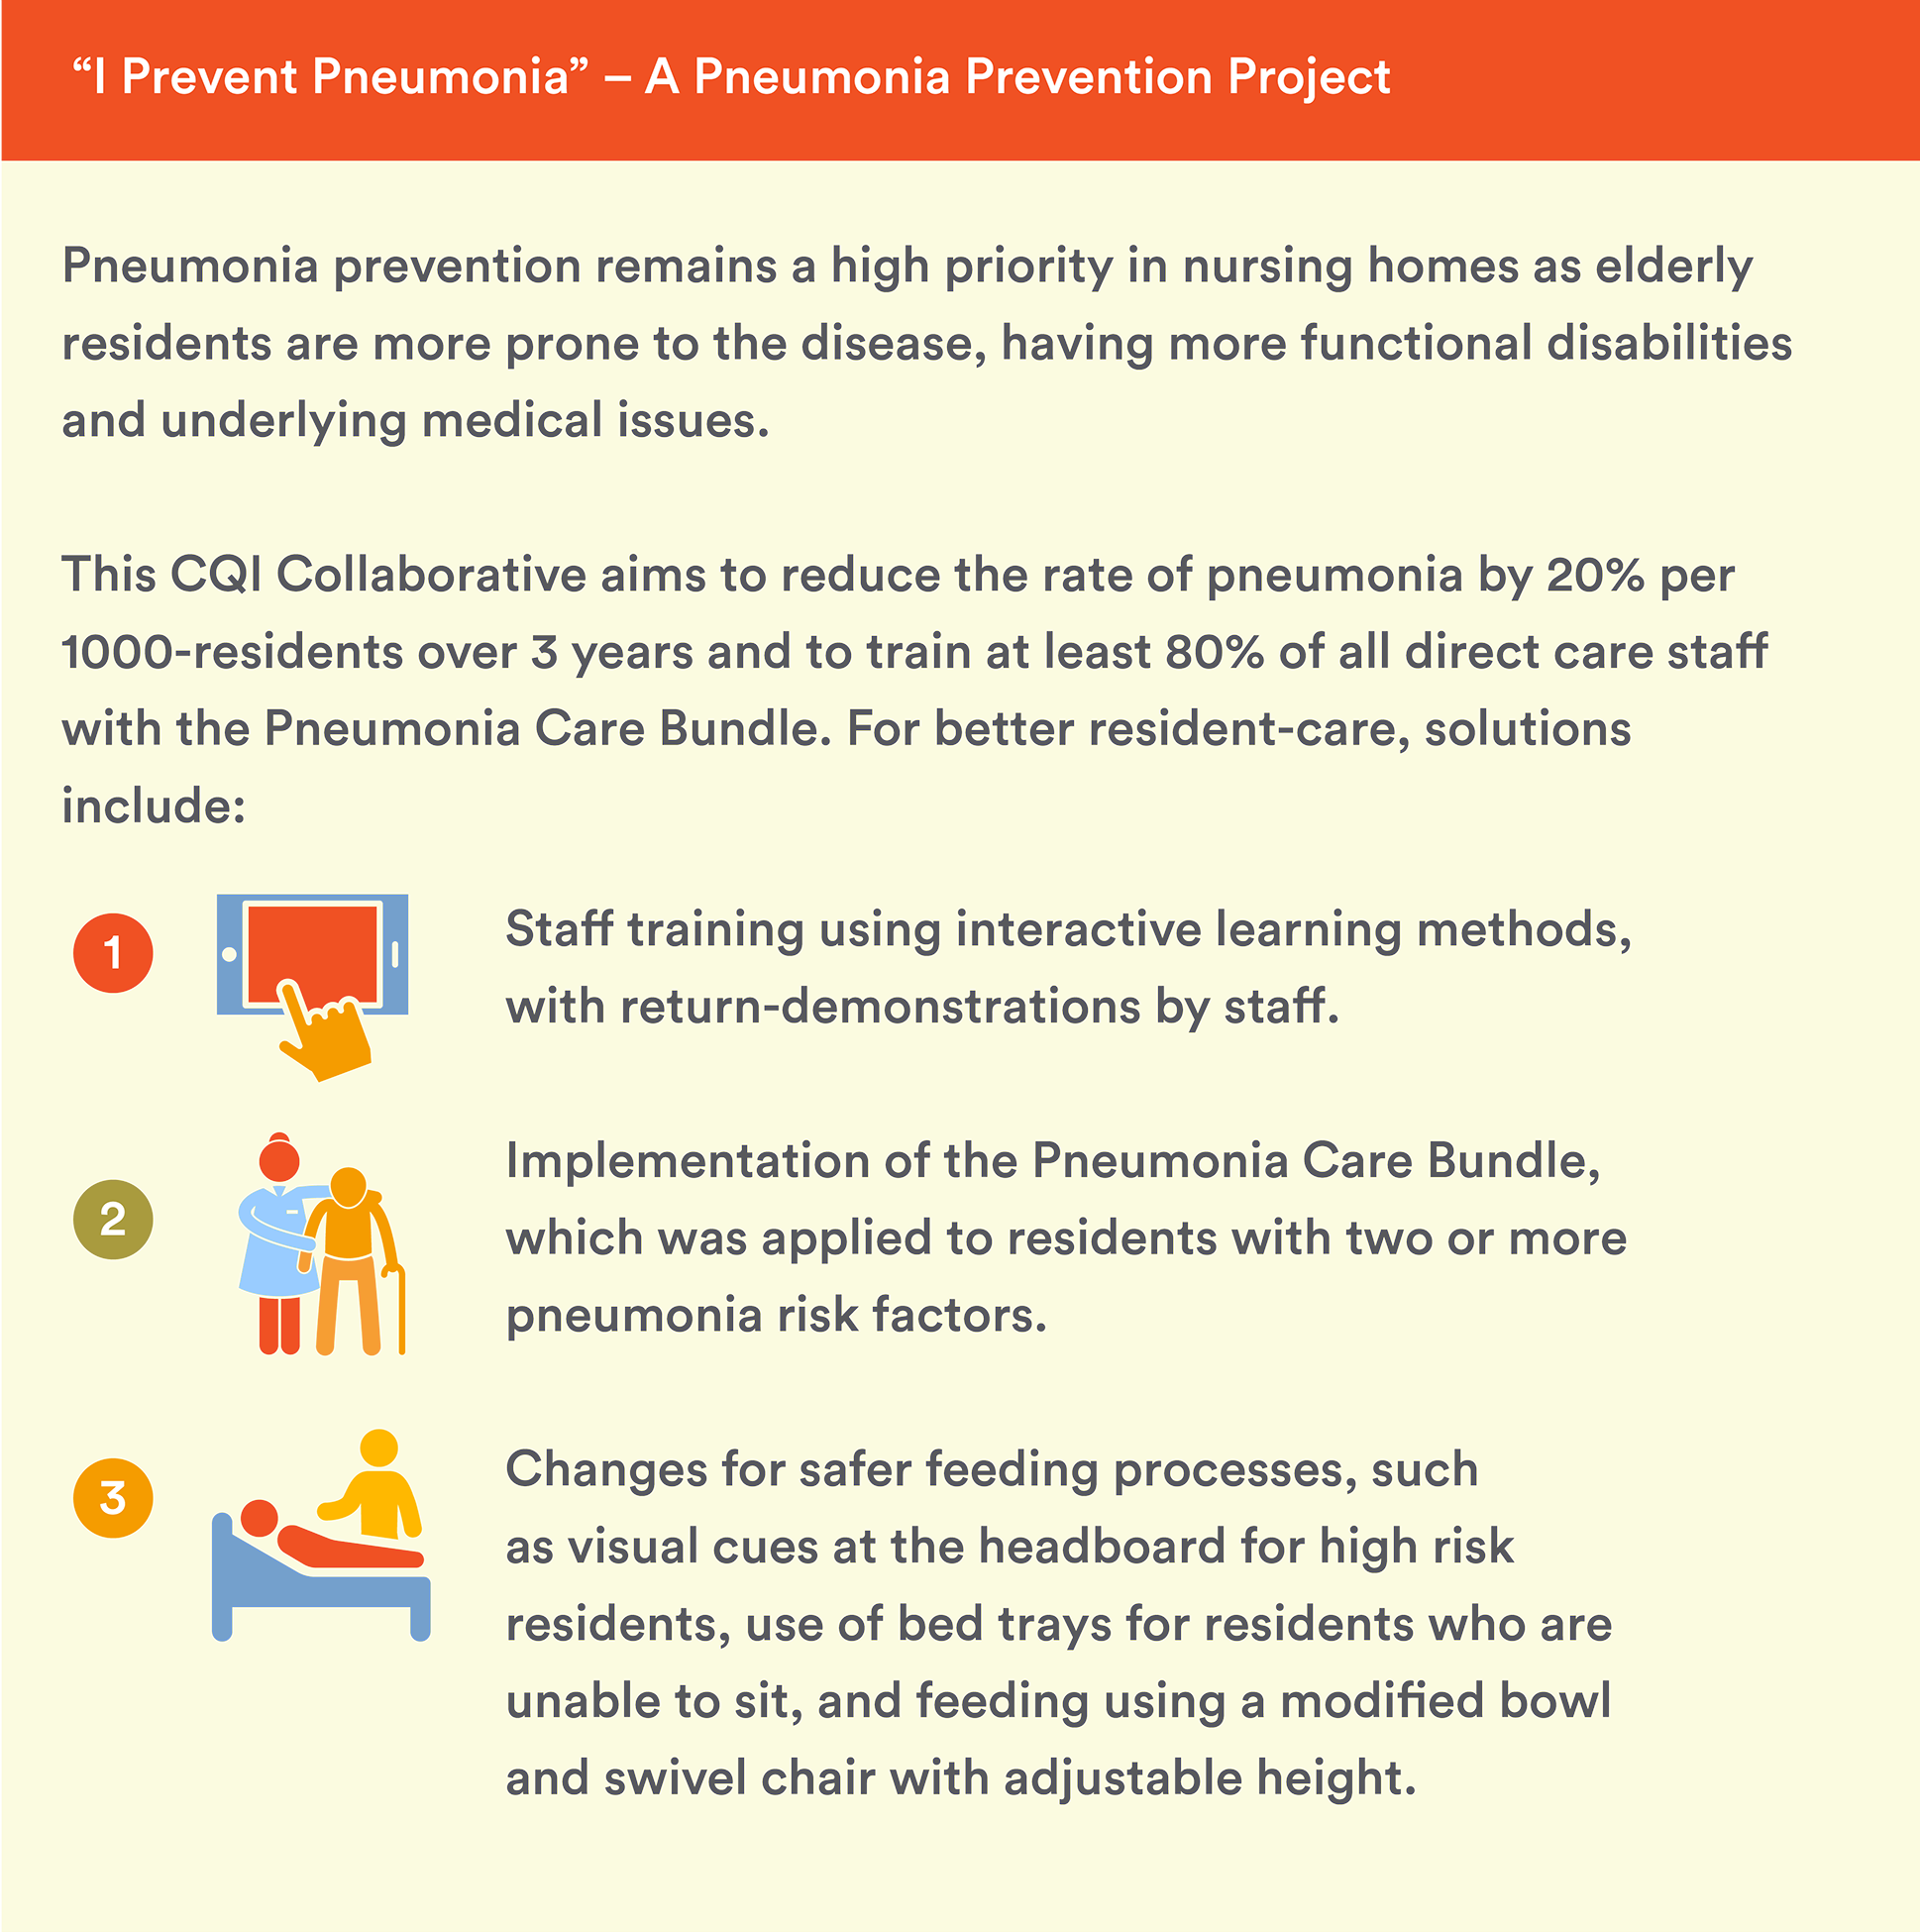 “I Prevent Pneumonia” – A Pneumonia Prevention Project
Pneumonia prevention remains a high priority in nursing homes as elderly
residents are more prone to the disease, having more functional disabilities
and underlying medical issues.
This CQI Collaborative aims to reduce the rate of pneumonia by 20% per
1000-residents over 3 years and to train at least 80% of all direct care staff
with the Pneumonia Care Bundle. For better resident-care, solutions
include:
1
Staff training using interactive learning methods,
with return-demonstrations by staff.
2
Implementation of the Pneumonia Care Bundle,
which was applied to residents with two or more
pneumonia risk factors.
3
Changes for safer feeding processes, such
as visual cues at the headboard for high risk
residents, use of bed trays for residents who are
unable to sit, and feeding using a modified bowl
and swivel chair with adjustable height.